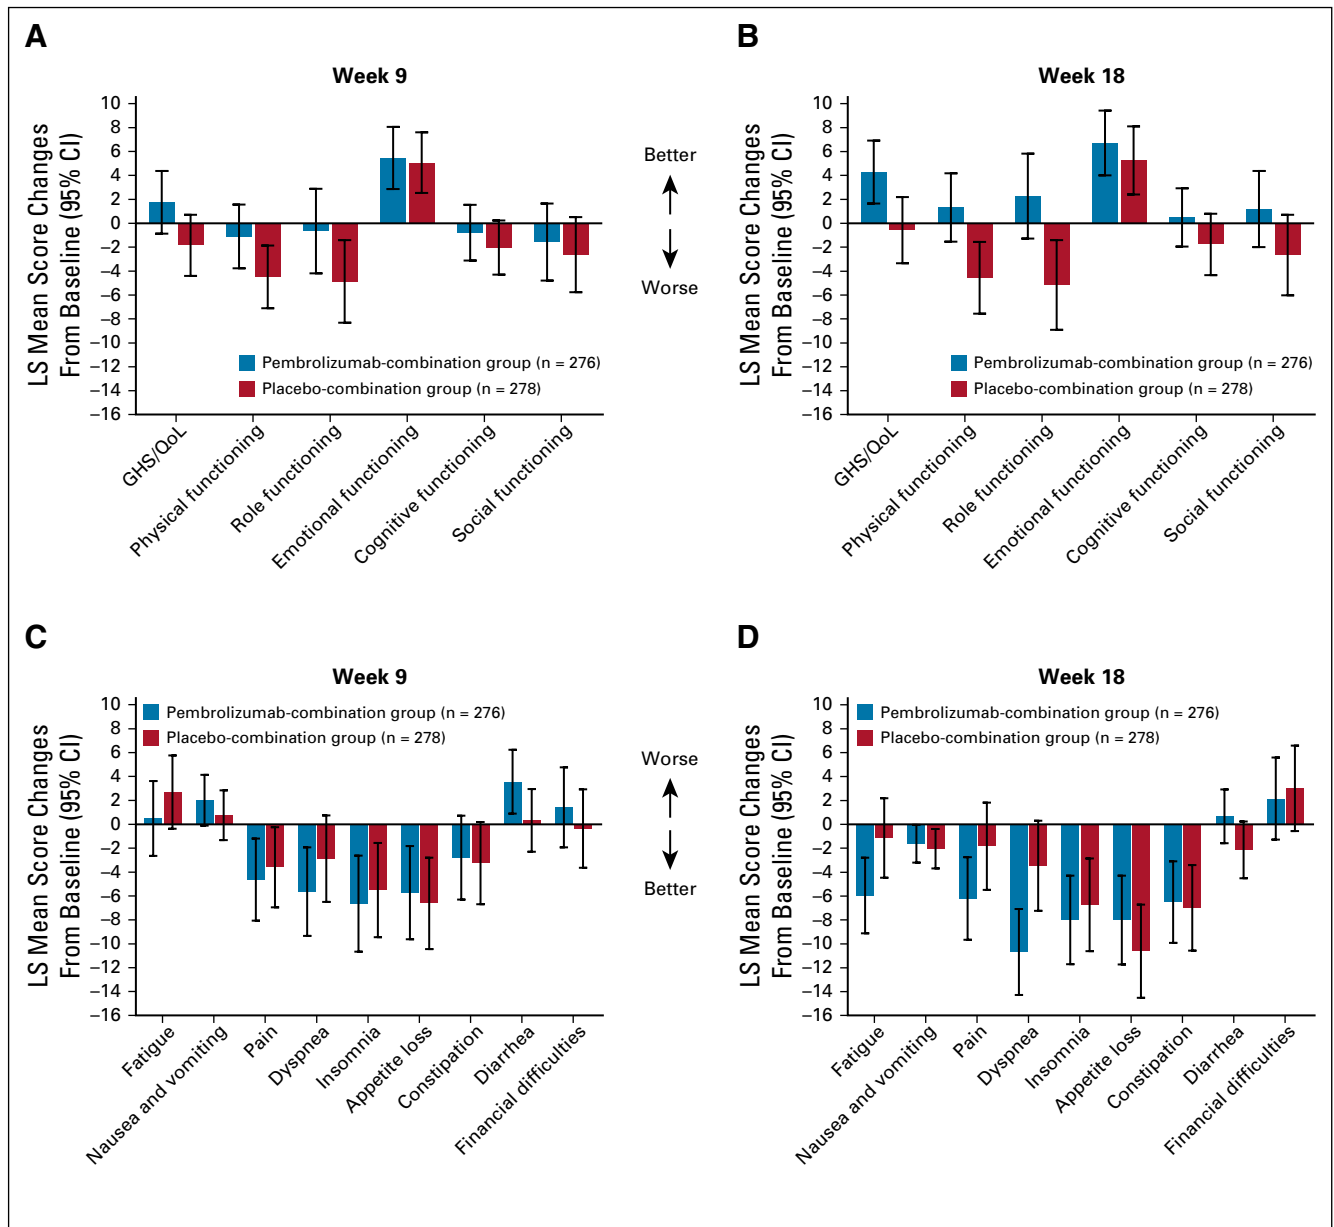 A
Week 9
LS Mean Score Changes
From Baseline (95% CI)
10
8
6
4
2
0
–2
–4
–6
–8
–10
–12
–14
–16
Pembrolizumab-combination group (n = 276)
Placebo-combination group (n = 278)
GHS/QoL
Physical functioning
Role functioning
Emotional functioning
Cognitive functioning
Social functioning
Better
Worse
B
Week 18
LS Mean Score Changes
From Baseline (95% CI)
10
8
6
4
2
0
–2
–4
–6
–8
–10
–12
–14
–16
Pembrolizumab-combination group (n = 276)
Placebo-combination group (n = 278)
GHS/QoL
Physical functioning
Role functioning
Emotional functioning
Cognitive functioning
Social functioning
C
Week 9
LS Mean Score Changes
From Baseline (95% CI)
10
8
6
4
2
0
–2
–4
–6
–8
–10
–12
–14
–16
Pembrolizumab-combination group (n = 276)
Placebo-combination group (n = 278)
Fatigue
Nausea and vomiting
Pain
Dyspnea
Insomnia
Appetite loss
Constipation
Diarrhea
Financial difficulties
Worse
Better
D
Week 18
LS Mean Score Changes
From Baseline (95% CI)
10
8
6
4
2
0
–2
–4
–6
–8
–10
–12
–14
–16
Pembrolizumab-combination group (n = 276)
Placebo-combination group (n = 278)
Fatigue
Nausea and vomiting
Pain
Dyspnea
Insomnia
Appetite loss
Constipation
Diarrhea
Financial difficulties